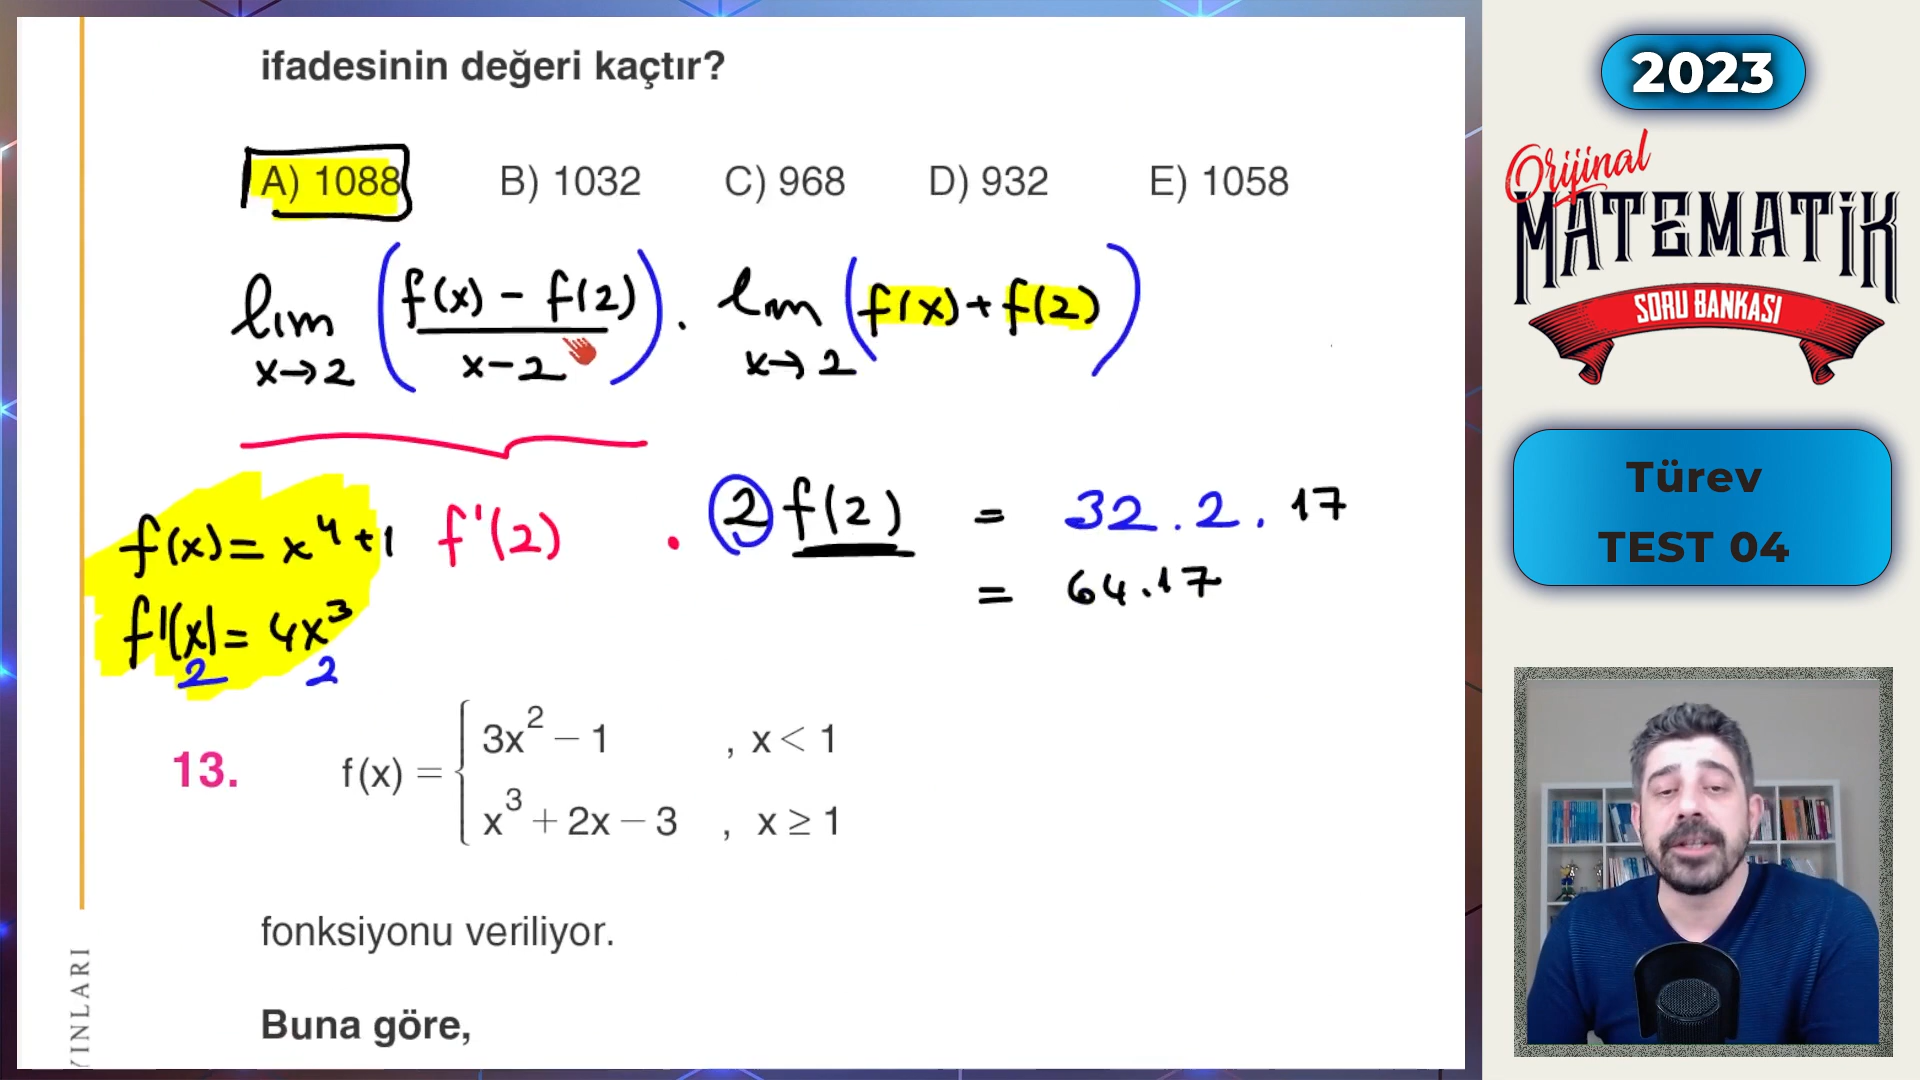 ifadesinin değeri kaçtır?
A) 1088 B) 1032 C) 968 D) 932 E) 1058
lim x→2 (f(x) - f(2) / x-2) . lim x→2 (f(x) + f(2))
f'(2) . 2 f(2) = 32 . 2 . 17
= 64.17
f(x) = x⁴+1
f'(x) = 4x³
2 2
13. f(x) = { 3x² − 1 , x < 1
x³ + 2x − 3 , x ≥ 1
fonksiyonu veriliyor.
Buna göre,
YINLARI
2023
Orijinal
MATEMATİK
SORU BANKASI
Türev
TEST 04